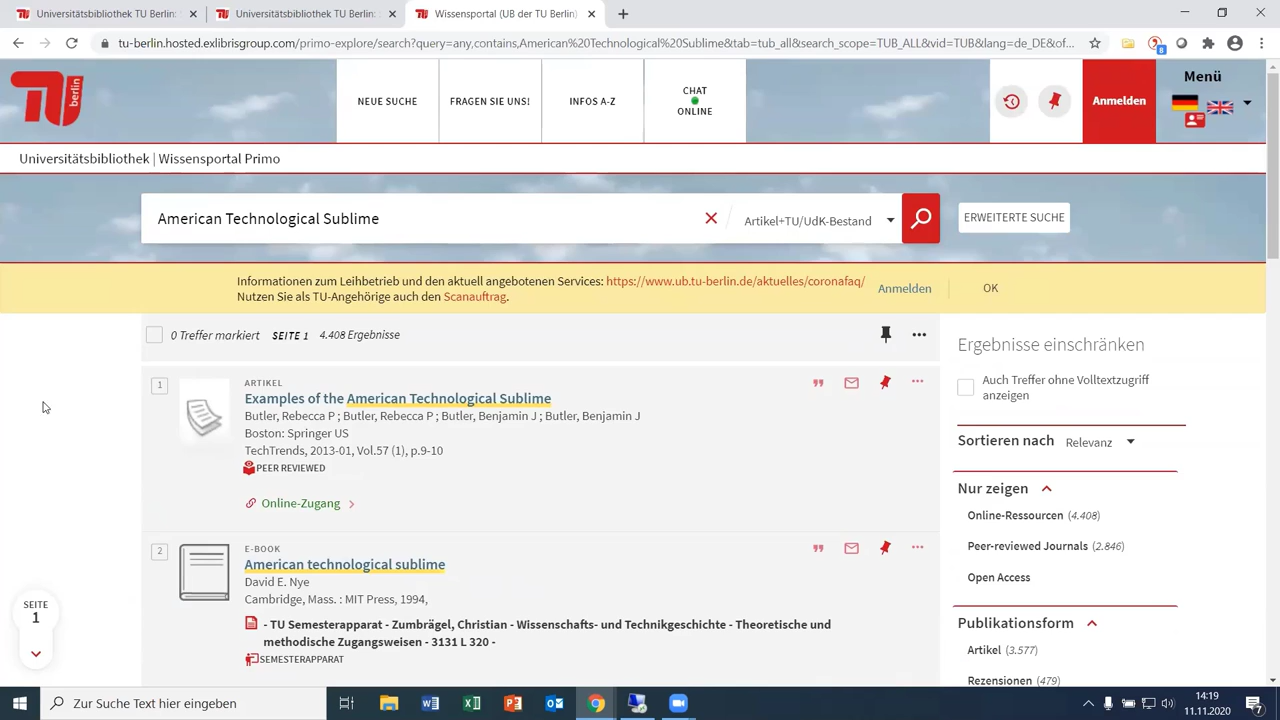 Universitätsbibliothek TU Berlin:
Universitätsbibliothek TU Berlin:
Wissensportal (UB der TU Berlin)
tu-berlin.hosted.exlibrisgroup.com/primo-explore/search?query=any,contains,American%20Technological%20Sublime&tab=tub_all&search_scope=TUB_ALL&vid=TUB&lang=de_DE&of...
8
TU berlin
NEUE SUCHE
FRAGEN SIE UNS!
INFOS A-Z
CHAT
ONLINE
Anmelden
Menü
Universitätsbibliothek | Wissensportal Primo
American Technological Sublime
Artikel+TU/UdK-Bestand
ERWEITERTE SUCHE
Informationen zum Leihbetrieb und den aktuell angebotenen Services: https://www.ub.tu-berlin.de/aktuelles/coronafaq/
Nutzen Sie als TU-Angehörige auch den Scanauftrag.
Anmelden
OK
0 Treffer markiert SEITE 1 4.408 Ergebnisse
1
ARTIKEL
Examples of the American Technological Sublime
Butler, Rebecca P ; Butler, Rebecca P ; Butler, Benjamin J ; Butler, Benjamin J
Boston: Springer US
TechTrends, 2013-01, Vol.57 (1), p.9-10
PEER REVIEWED
Online-Zugang
2
E-BOOK
American technological sublime
David E. Nye
Cambridge, Mass. : MIT Press, 1994,
- TU Semesterapparat - Zumbrägel, Christian - Wissenschafts- und Technikgeschichte - Theoretische und
methodische Zugangsweisen - 3131 L 320 -
SEMESTERAPPARAT
SEITE
1
Ergebnisse einschränken
Auch Treffer ohne Volltextzugriff
anzeigen
Sortieren nach Relevanz
Nur zeigen
Online-Ressourcen (4.408)
Peer-reviewed Journals (2.846)
Open Access
Publikationsform
Artikel (3.577)
Rezensionen (479)
Zur Suche Text hier eingeben
14:19
11.11.2020
7